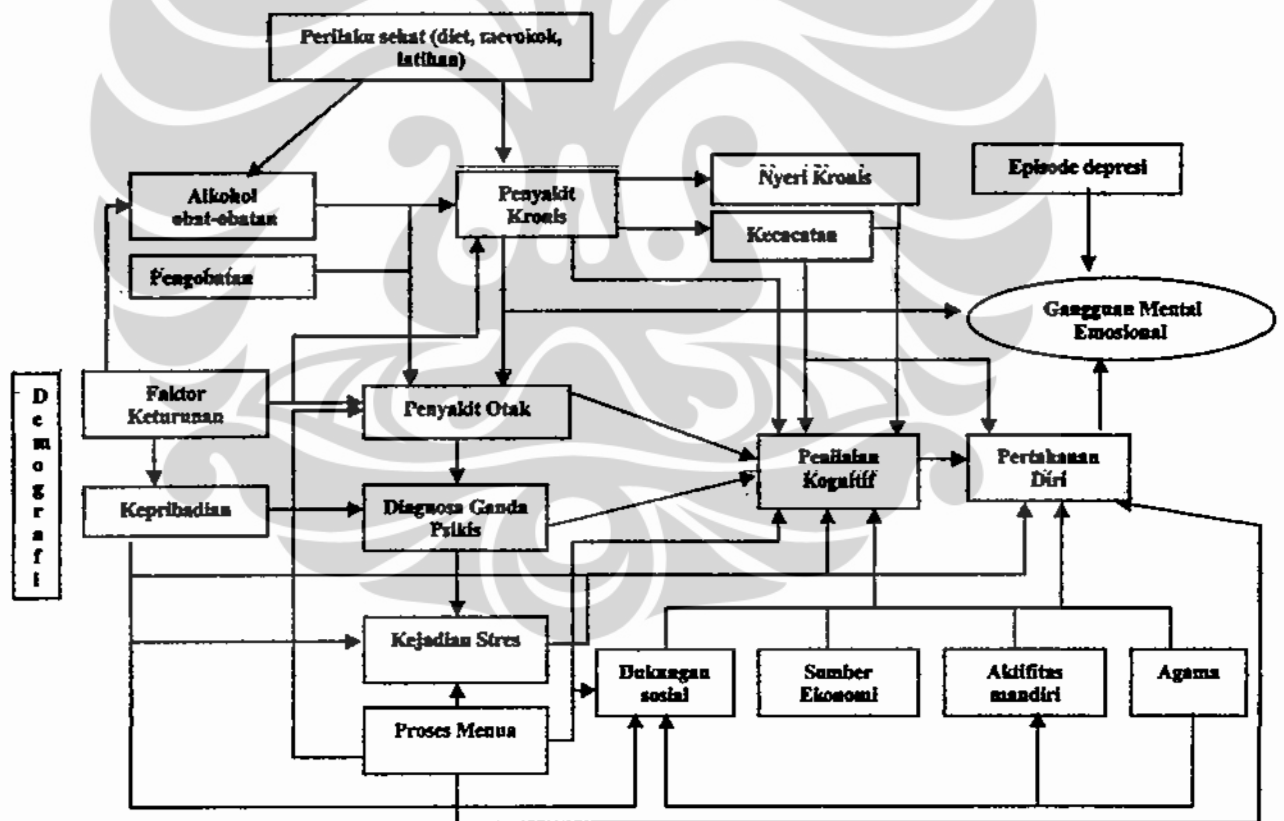 Perilaku sehat (diet, merokok,
latihan)
Alkohol
obat-obatan
Penyakit
Kronis
Nyeri Kronis
Episode depresi
Kecacatan
Pengobatan
Gangguan Mental
Emosional
Demografi
Faktor
Keturunan
Penyakit Otak
Penilaian
Kognitif
Pertahanan
Diri
Kepribadian
Diagnosa Ganda
Psikis
Kejadian Stres
Dukungan
sosial
Sumber
Ekonomi
Aktifitas
mandiri
Agama
Proses Menua